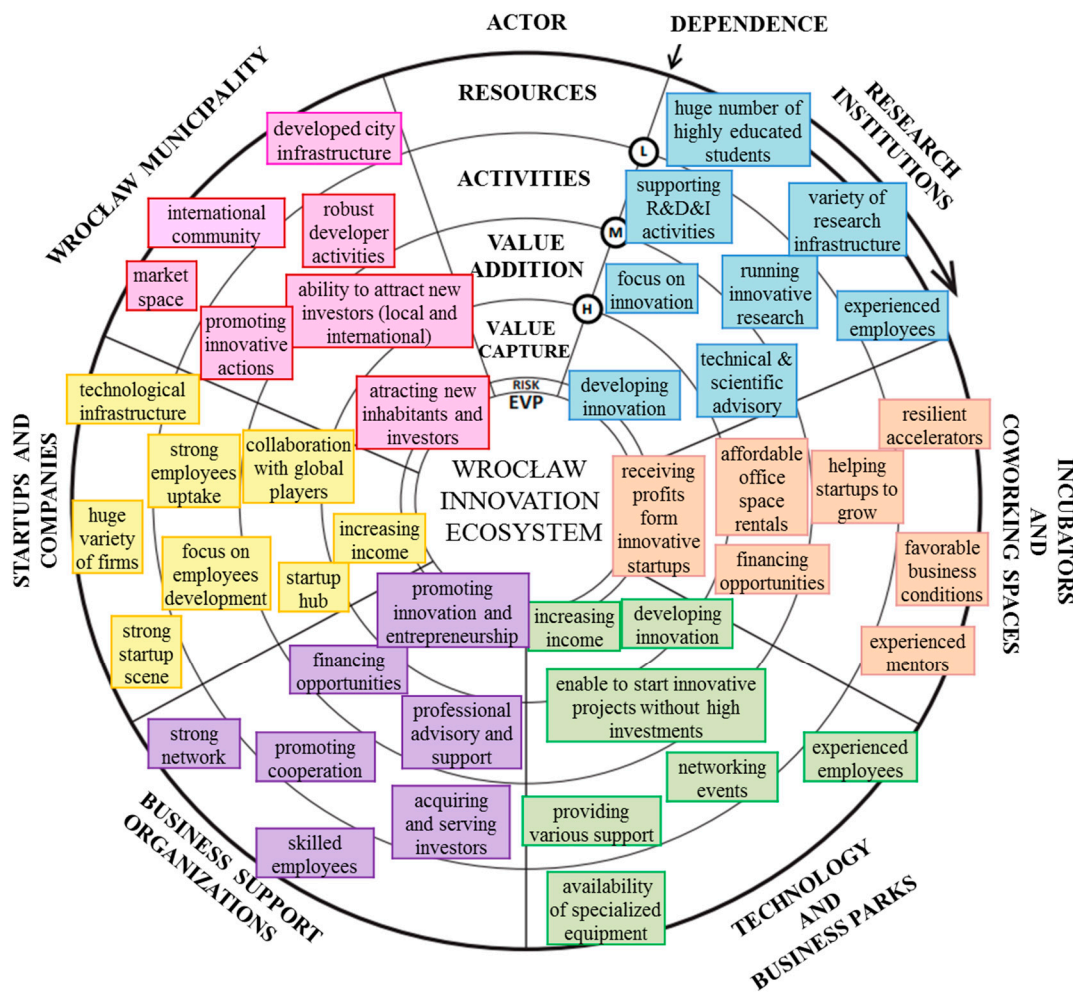 ACTOR
DEPENDENCE
RESOURCES
ACTIVITIES
VALUE
ADDITION
VALUE
CAPTURE
RISK
EVP
L
M
H
WROCŁAW
INNOVATION
ECOSYSTEM
RESEARCH
INSTITUTIONS
huge number of
highly educated
students
supporting
R&D&I
activities
variety of
research
infrastructure
focus on
innovation
running
innovative
research
experienced
employees
developing
innovation
technical &
scientific
advisory
INCUBATORS
AND
COWORKING SPACES
resilient
accelerators
affordable
office
space
rentals
helping
startups to
grow
receiving
profits
form
innovative
startups
financing
opportunities
favorable
business
conditions
experienced
mentors
TECHNOLOGY
AND
BUSINESS PARKS
increasing
income
developing
innovation
enable to start innovative
projects without high
investments
experienced
employees
networking
events
providing
various support
availability
of specialized
equipment
BUSINESS SUPPORT
ORGANIZATIONS
promoting
innovation and
entrepreneurship
financing
opportunities
professional
advisory and
support
strong
network
promoting
cooperation
acquiring
and serving
investors
skilled
employees
STARTUPS AND
COMPANIES
technological
infrastructure
strong
employees
uptake
collaboration
with global
players
huge
variety
of firms
increasing
income
focus on
employees
development
startup
hub
strong
startup
scene
WROCŁAW MUNICIPALITY
developed city
infrastructure
international
community
robust
developer
activities
market
space
ability to attract new
investors (local and
international)
promoting
innovative
actions
atracting new
inhabitants and
investors